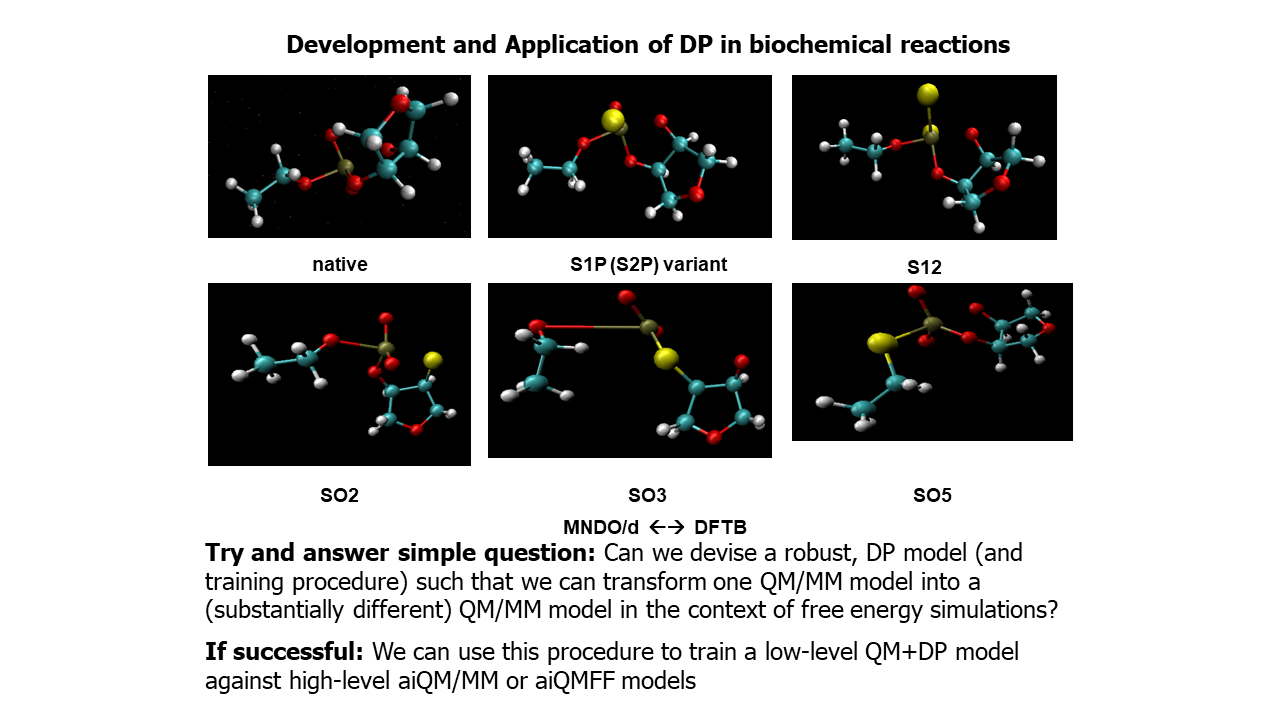 Development and Application of DP in biochemical reactions
native
S1P (S2P) variant
S12
SO2
SO3
SO5
MNDO/d ←→ DFTB
Try and answer simple question: Can we devise a robust, DP model (and
training procedure) such that we can transform one QM/MM model into a
(substantially different) QM/MM model in the context of free energy simulations?
If successful: We can use this procedure to train a low-level QM+DP model
against high-level aiQM/MM or aiQMFF models